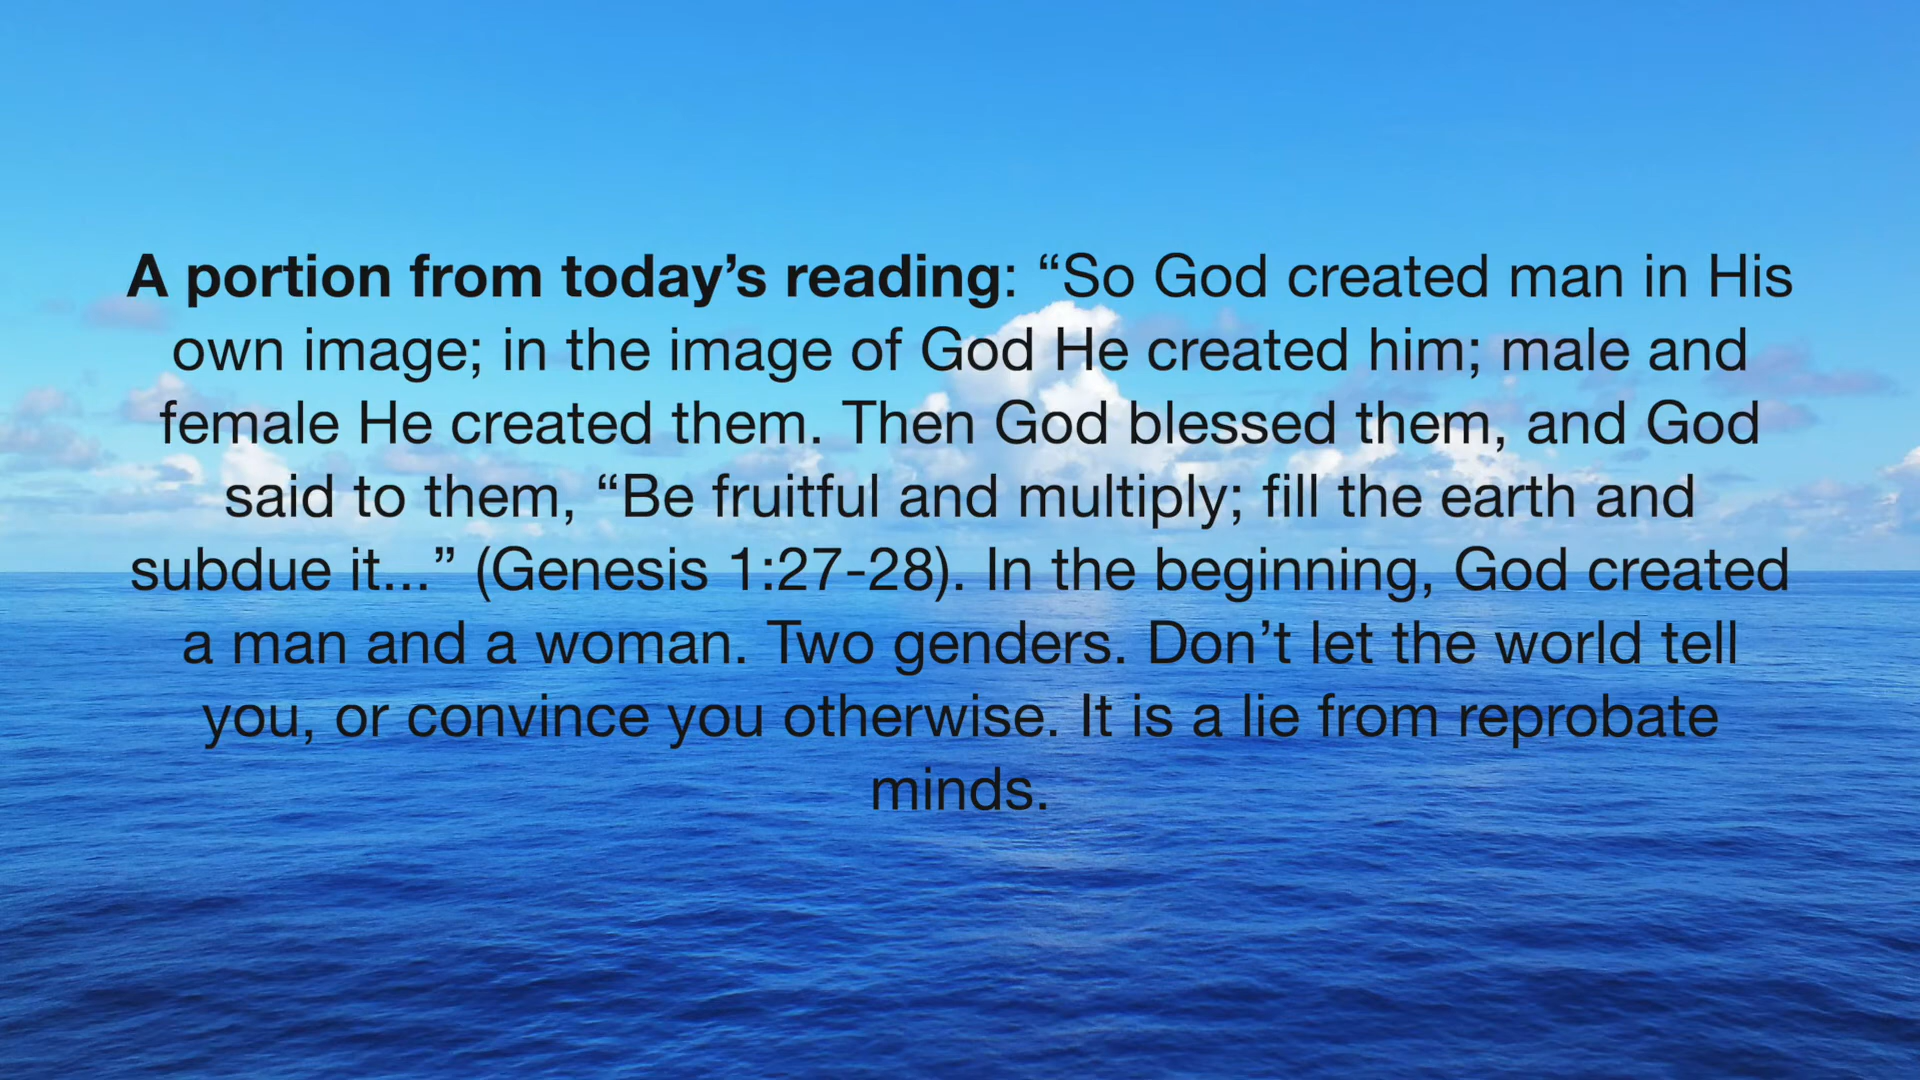 A portion from today’s reading: “So God created man in His
own image; in the image of God He created him; male and
female He created them. Then God blessed them, and God
said to them, “Be fruitful and multiply; fill the earth and
subdue it...” (Genesis 1:27-28). In the beginning, God created
a man and a woman. Two genders. Don’t let the world tell
you, or convince you otherwise. It is a lie from reprobate
minds.